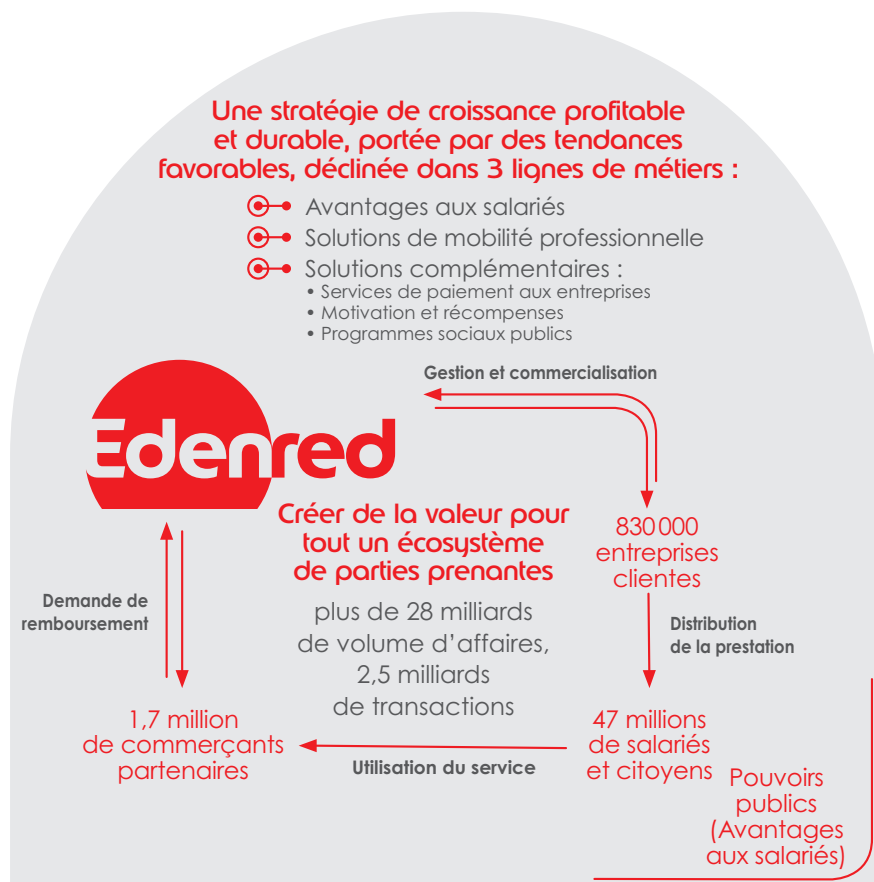 Une stratégie de croissance profitable
et durable, portée par des tendances
favorables, déclinée dans 3 lignes de métiers :
Avantages aux salariés
Solutions de mobilité professionnelle
Solutions complémentaires :
• Services de paiement aux entreprises
• Motivation et récompenses
• Programmes sociaux publics
Gestion et commercialisation
Edenred
Créer de la valeur pour
tout un écosystème
de parties prenantes
830 000
entreprises
clientes
Demande de
remboursement
plus de 28 milliards
de volume d’affaires,
2,5 milliards
de transactions
Distribution
de la prestation
1,7 million
de commerçants
partenaires
Utilisation du service
47 millions
de salariés
et citoyens
Pouvoirs
publics
(Avantages
aux salariés)